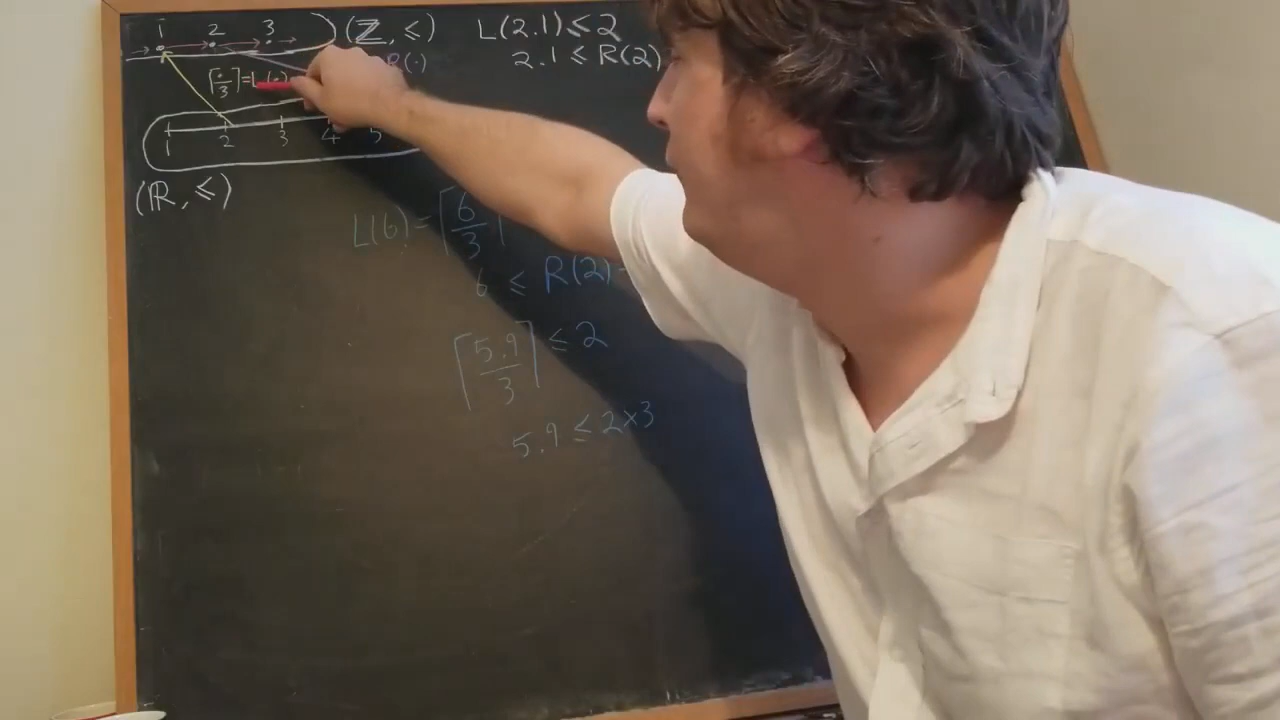 1 2 3 (ℤ, ≤) L(2.1) ≤ 2
R(·) 2.1 ≤ R(2)
⌈·/3⌉ = L(·)
1 2 3 4 5
(ℝ, ≤)
L(6) = ⌈6/3⌉
6 ≤ R(2)
⌈5.9/3⌉ ≤ 2
5.9 ≤ 2×3